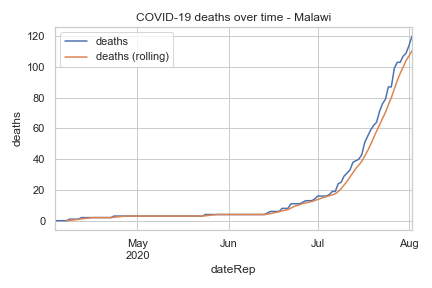 COVID-19 deaths over time - Malawi
deaths
deaths (rolling)
120
100
80
60
40
20
0
deaths
May
2020
Jun
Jul
Aug
dateRep